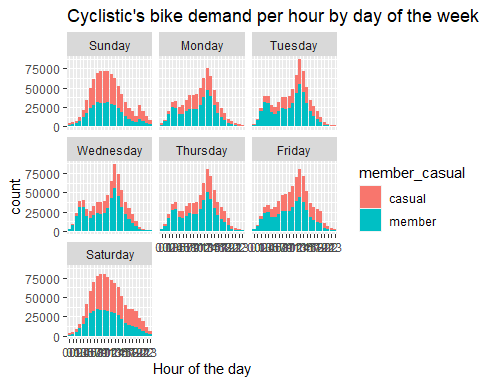 Cyclistic's bike demand per hour by day of the week
Sunday
Monday
Tuesday
75000
50000
25000
0
Wednesday
Thursday
Friday
75000
50000
25000
0
Saturday
75000
50000
25000
0
count
Hour of the day
member_casual
casual
member